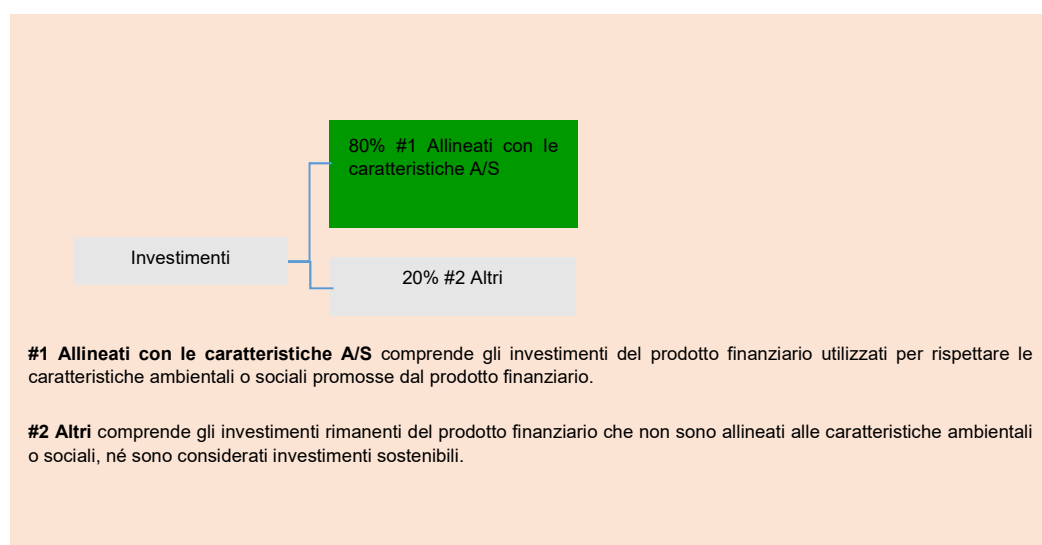 80% #1 Allineati con le
caratteristiche A/S
Investimenti
20% #2 Altri
#1 Allineati con le caratteristiche A/S comprende gli investimenti del prodotto finanziario utilizzati per rispettare le
caratteristiche ambientali o sociali promosse dal prodotto finanziario.
#2 Altri comprende gli investimenti rimanenti del prodotto finanziario che non sono allineati alle caratteristiche ambientali
o sociali, né sono considerati investimenti sostenibili.